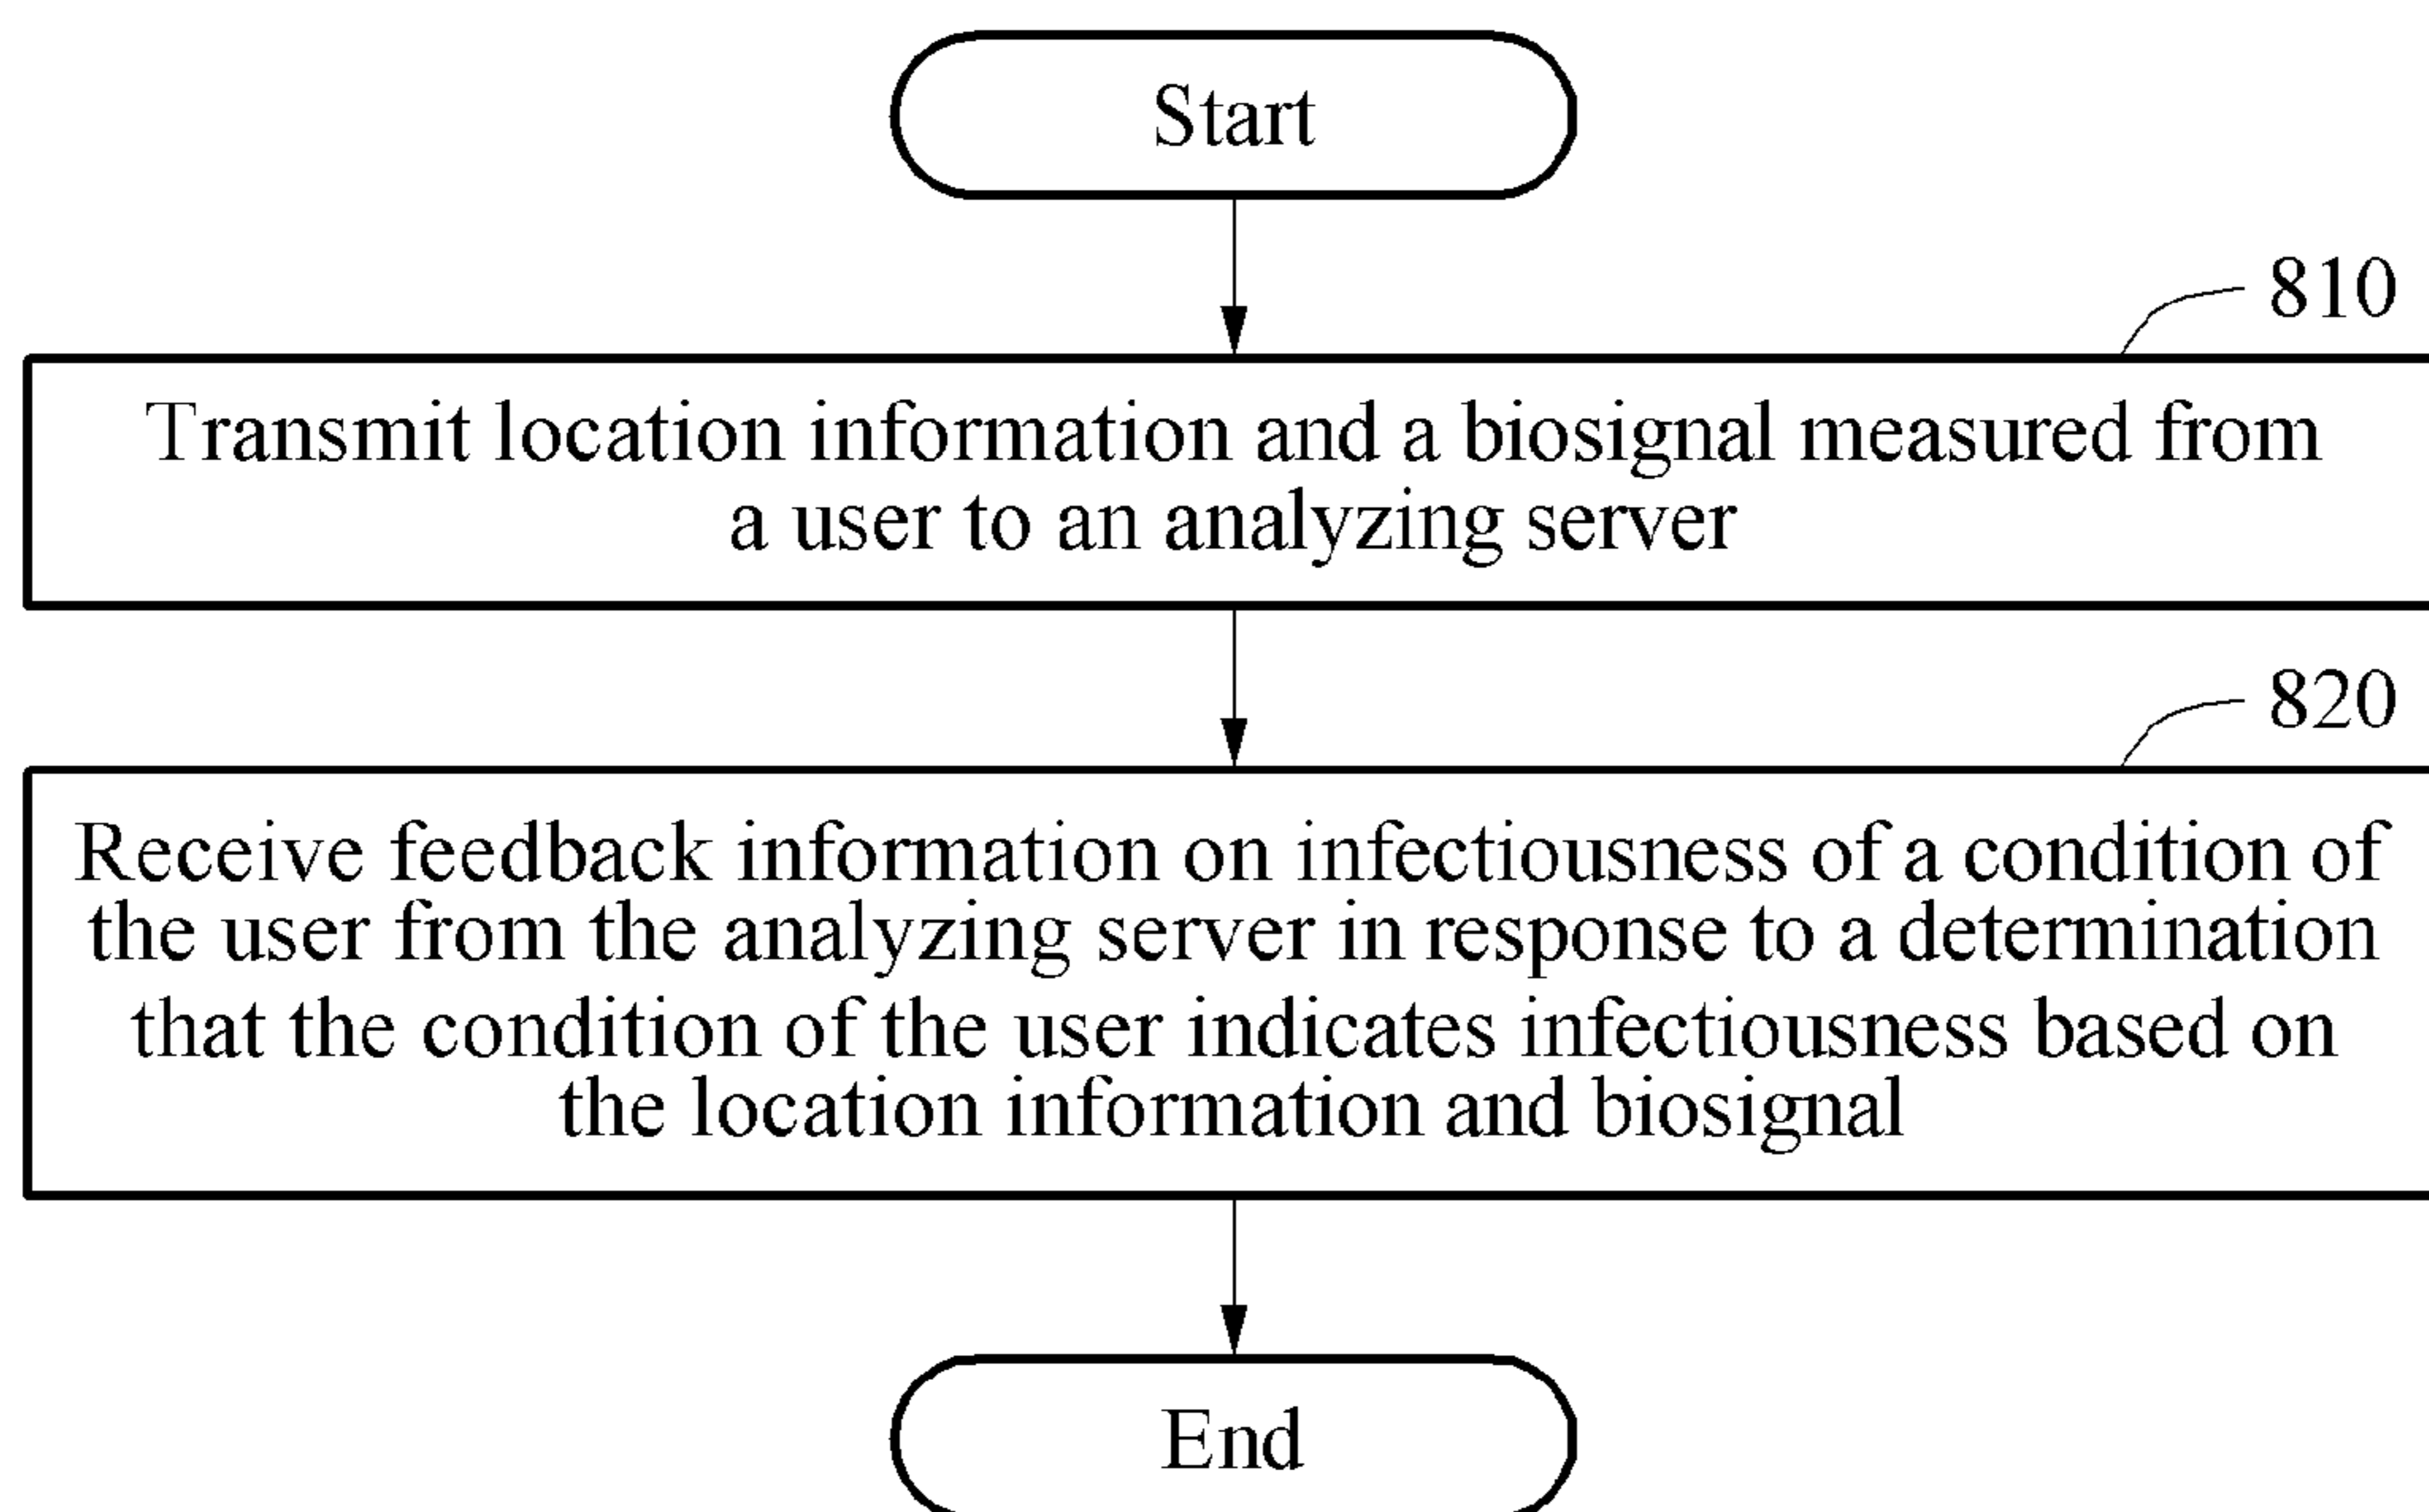 Start
810
Transmit location information and a biosignal measured from
a user to an analyzing server
820
Receive feedback information on infectiousness of a condition of
the user from the analyzing server in response to a determination
that the condition of the user indicates infectiousness based on
the location information and biosignal
End